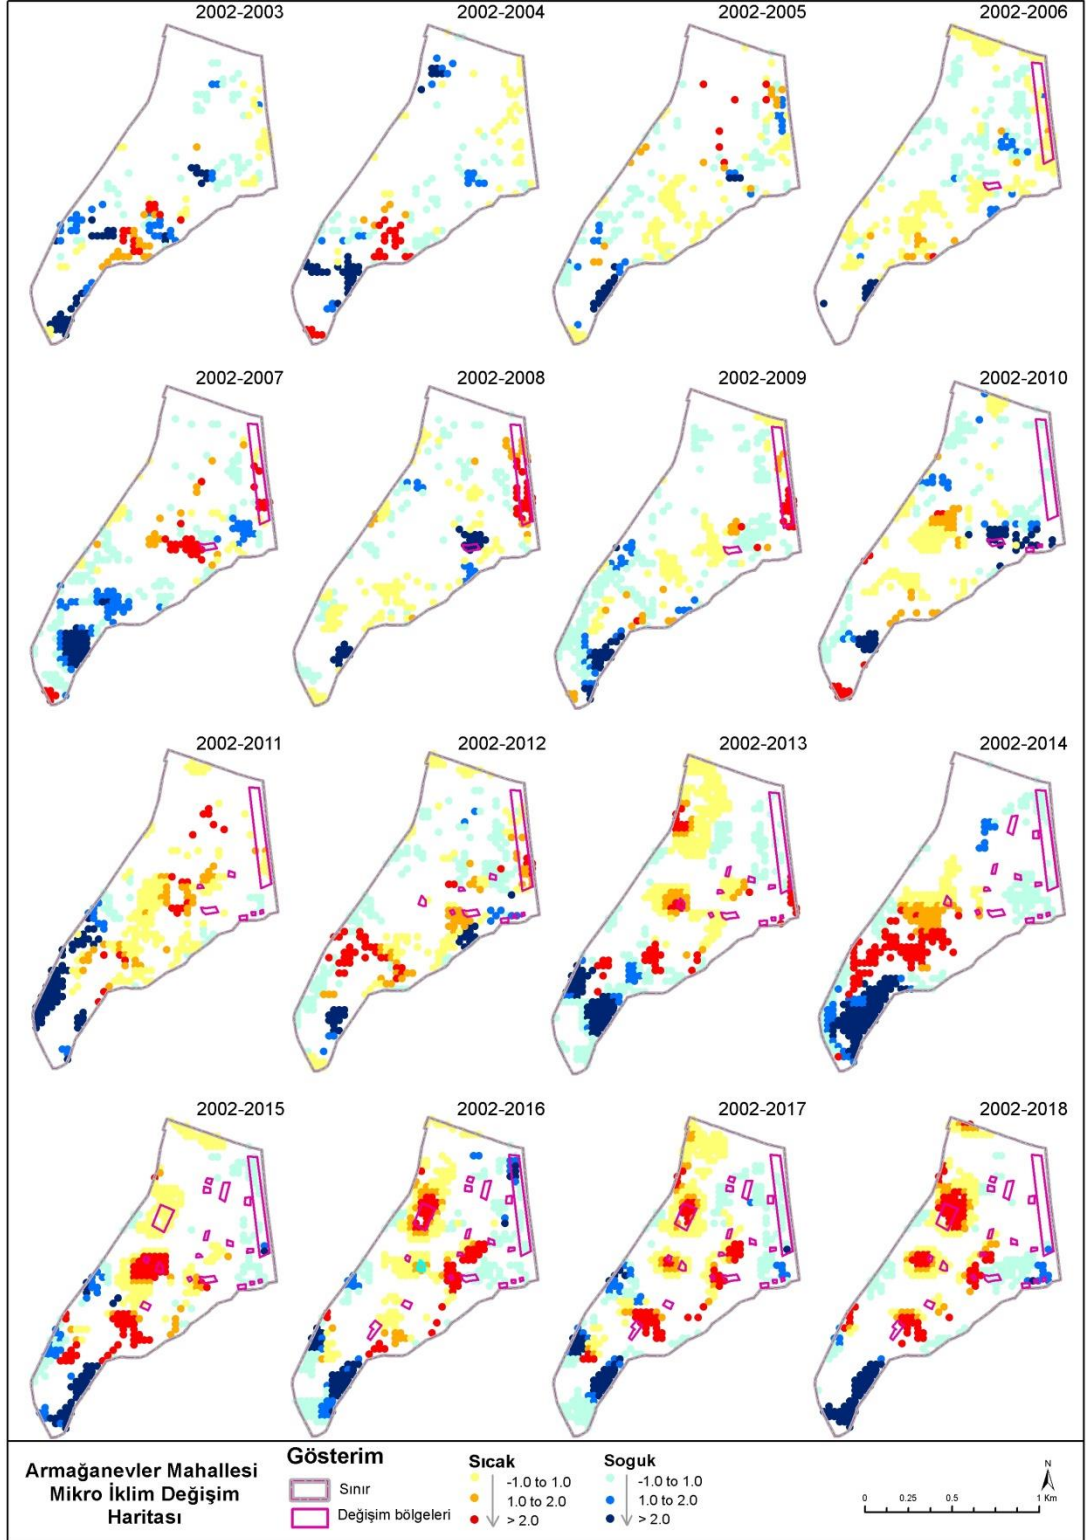 2002-2003
2002-2004
2002-2005
2002-2006
2002-2007
2002-2008
2002-2009
2002-2010
2002-2011
2002-2012
2002-2013
2002-2014
2002-2015
2002-2016
2002-2017
2002-2018
Armağanevler Mahallesi
Mikro İklim Değişim
Haritası
Gösterim
Sınır
Değişim bölgeleri
Sıcak
-1.0 to 1.0
1.0 to 2.0
> 2.0
Soguk
-1.0 to 1.0
1.0 to 2.0
> 2.0
N
0 0.25 0.5 1 Km